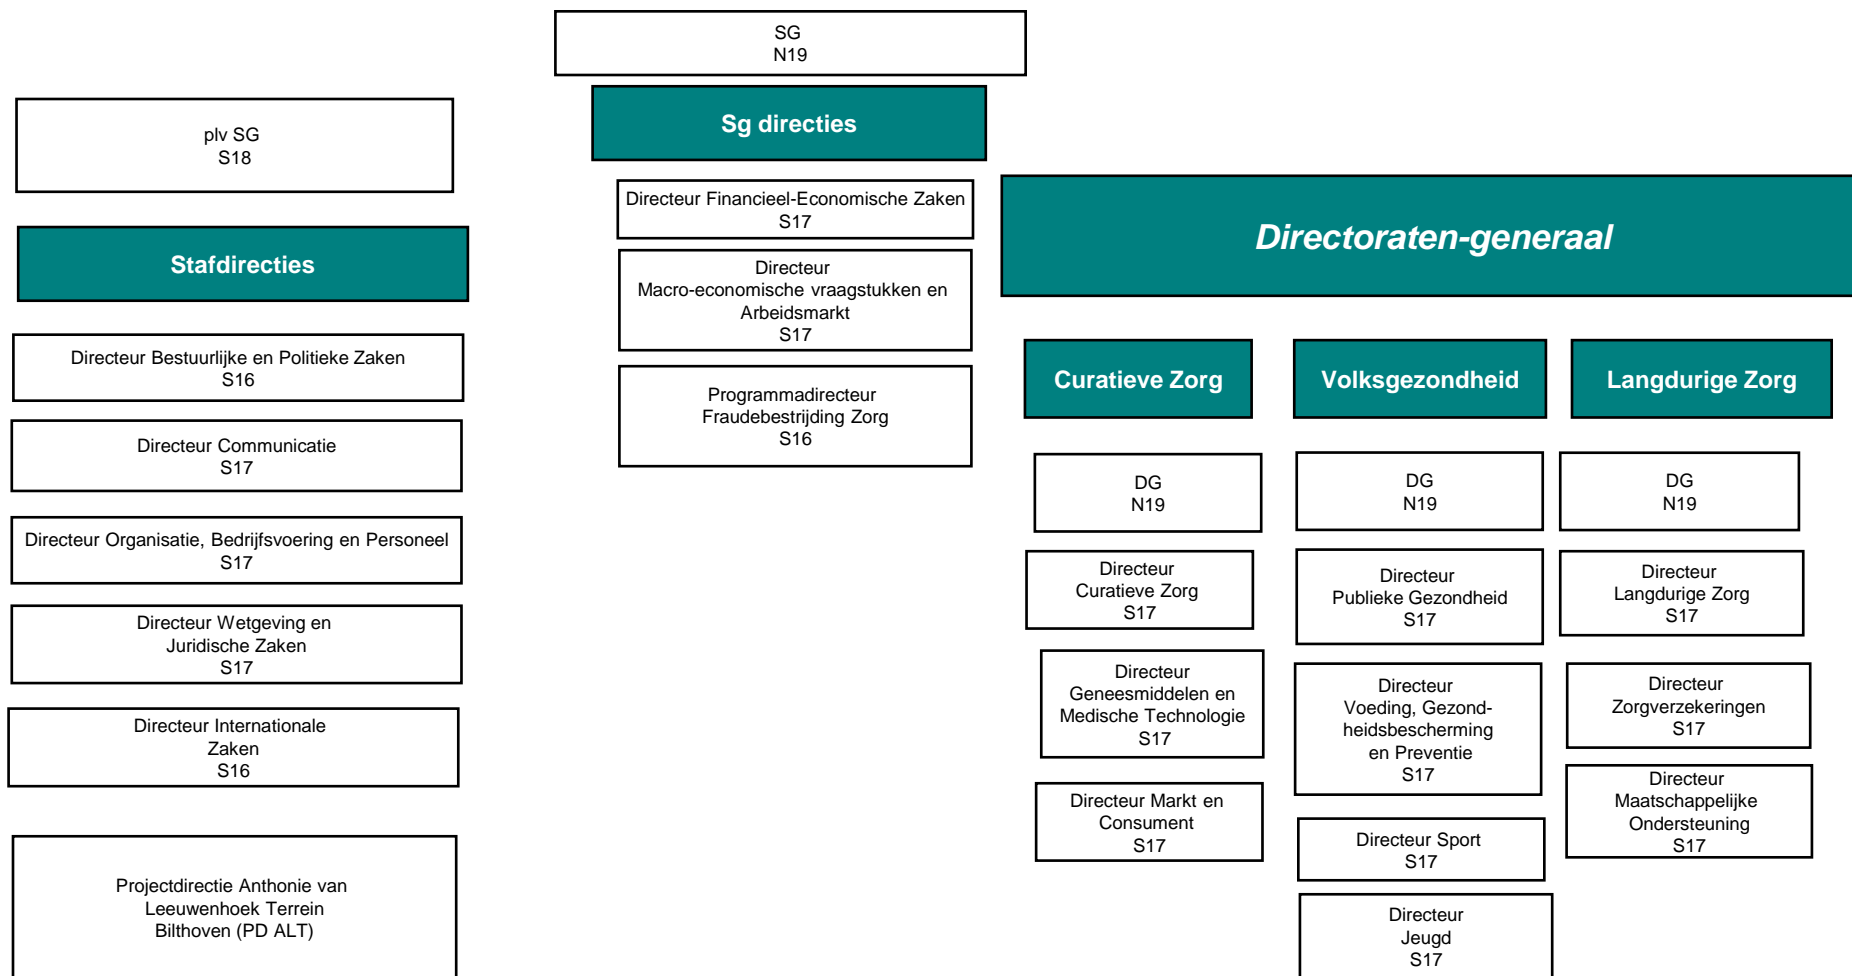 SG
N19
plv SG
S18
Stafdirecties
Directeur Bestuurlijke en Politieke Zaken
S16
Directeur Communicatie
S17
Directeur Organisatie, Bedrijfsvoering en Personeel
S17
Directeur Wetgeving en
Juridische Zaken
S17
Directeur Internationale
Zaken
S16
Projectdirectie Anthonie van
Leeuwenhoek Terrein
Bilthoven (PD ALT)
Sg directies
Directeur Financieel-Economische Zaken
S17
Directeur
Macro-economische vraagstukken en
Arbeidsmarkt
S17
Programmadirecteur
Fraudebestrijding Zorg
S16
Directoraten-generaal
Curatieve Zorg
DG
N19
Directeur
Curatieve Zorg
S17
Directeur
Geneesmiddelen en
Medische Technologie
S17
Directeur Markt en
Consument
S17
Volksgezondheid
DG
N19
Directeur
Publieke Gezondheid
S17
Directeur
Voeding, Gezond-
heidsbescherming
en Preventie
S17
Directeur Sport
S17
Directeur
Jeugd
S17
Langdurige Zorg
DG
N19
Directeur
Langdurige Zorg
S17
Directeur
Zorgverzekeringen
S17
Directeur
Maatschappelijke
Ondersteuning
S17